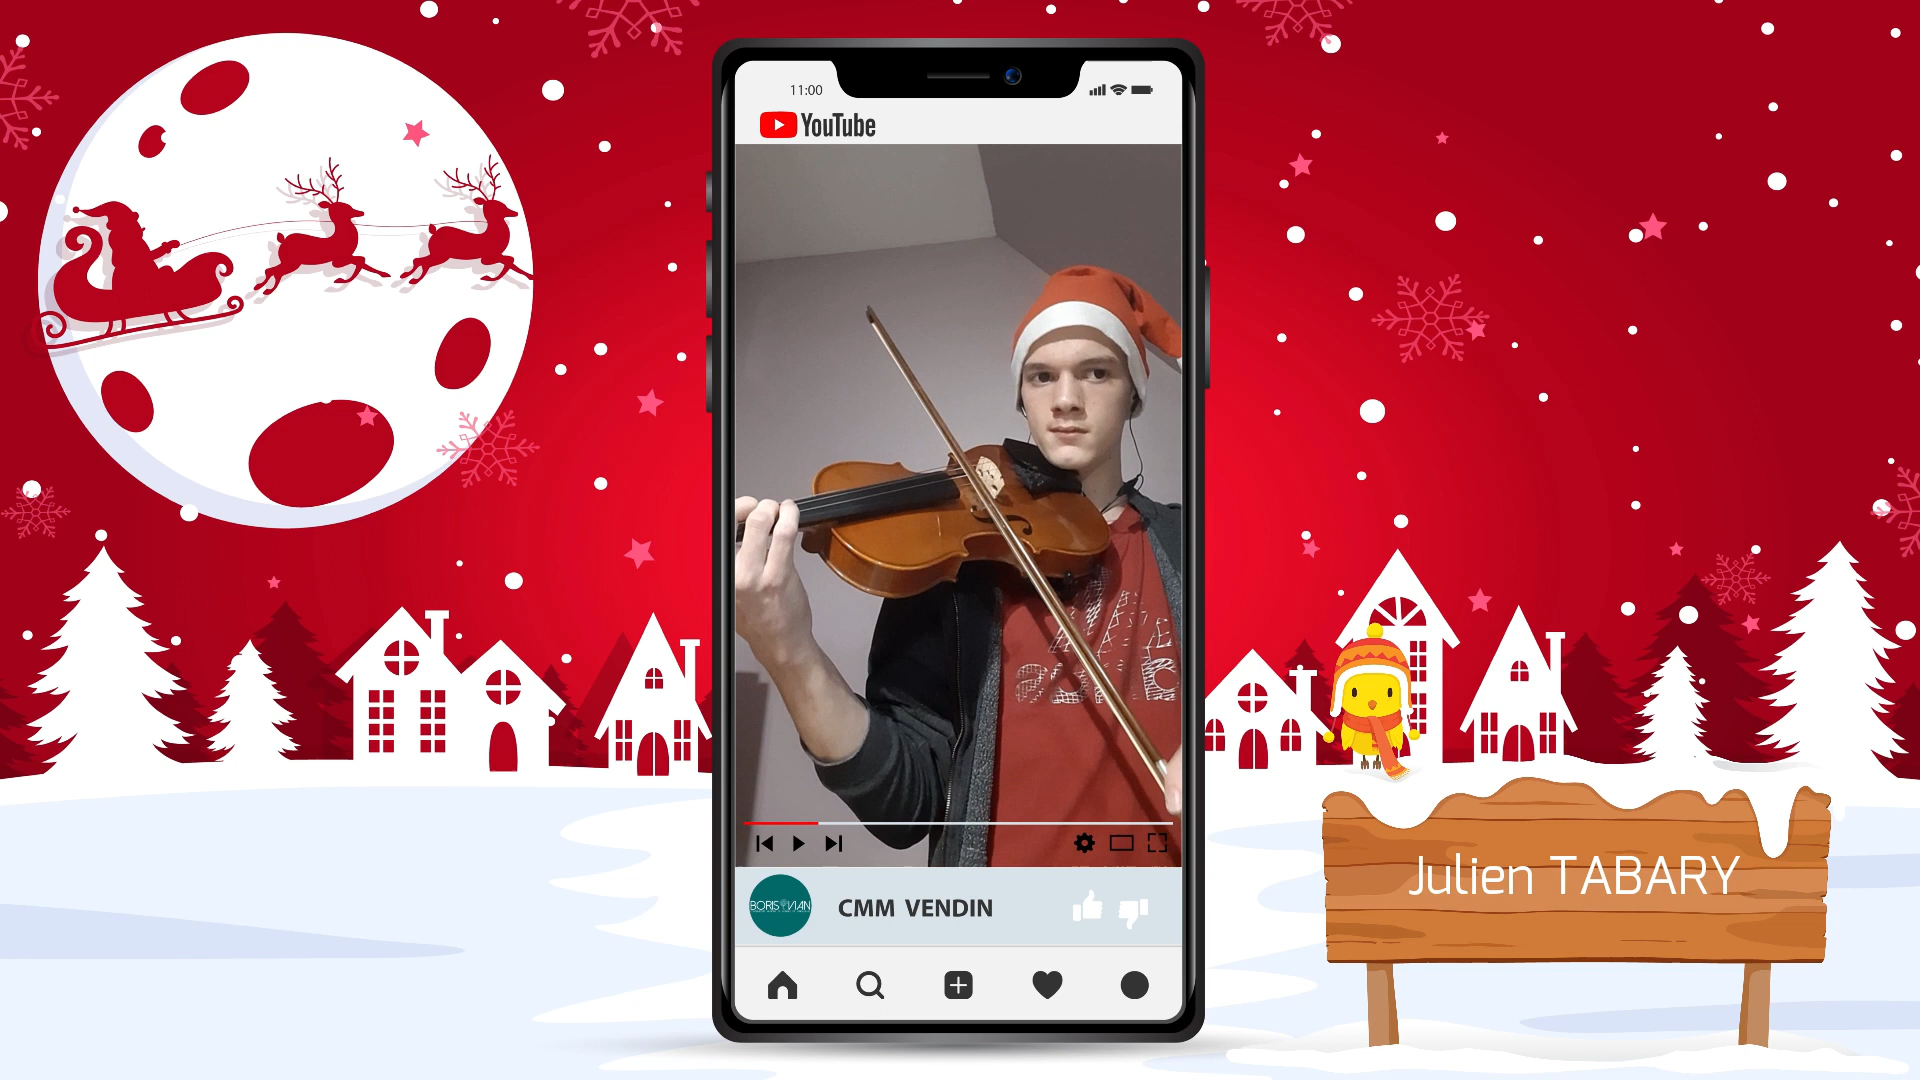 11:00
YouTube
BORIS VIAN
CMM VENDIN
Julien TABARY